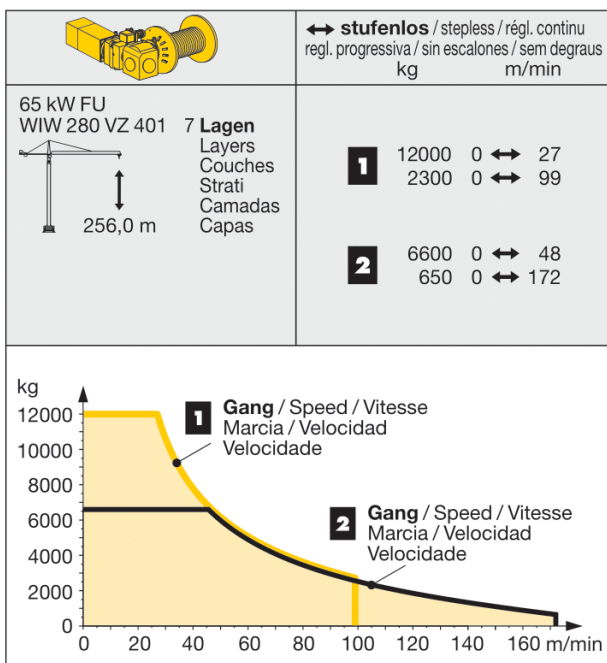 ↔ stufenlos / stepless / régl. continu
regl. progressiva / sin escalones / sem degraus
kg m/min
65 kW FU
WIW 280 VZ 401 7 Lagen
Layers
Couches
Strati
Camadas
Capas
256,0 m
1 12000 0 ↔ 27
2300 0 ↔ 99
2 6600 0 ↔ 48
650 0 ↔ 172
kg
12000
10000
8000
6000
4000
2000
0
1 Gang / Speed / Vitesse
Marcia / Velocidad
Velocidade
2 Gang / Speed / Vitesse
Marcia / Velocidad
Velocidade
0 20 40 60 80 100 120 140 160 m/min